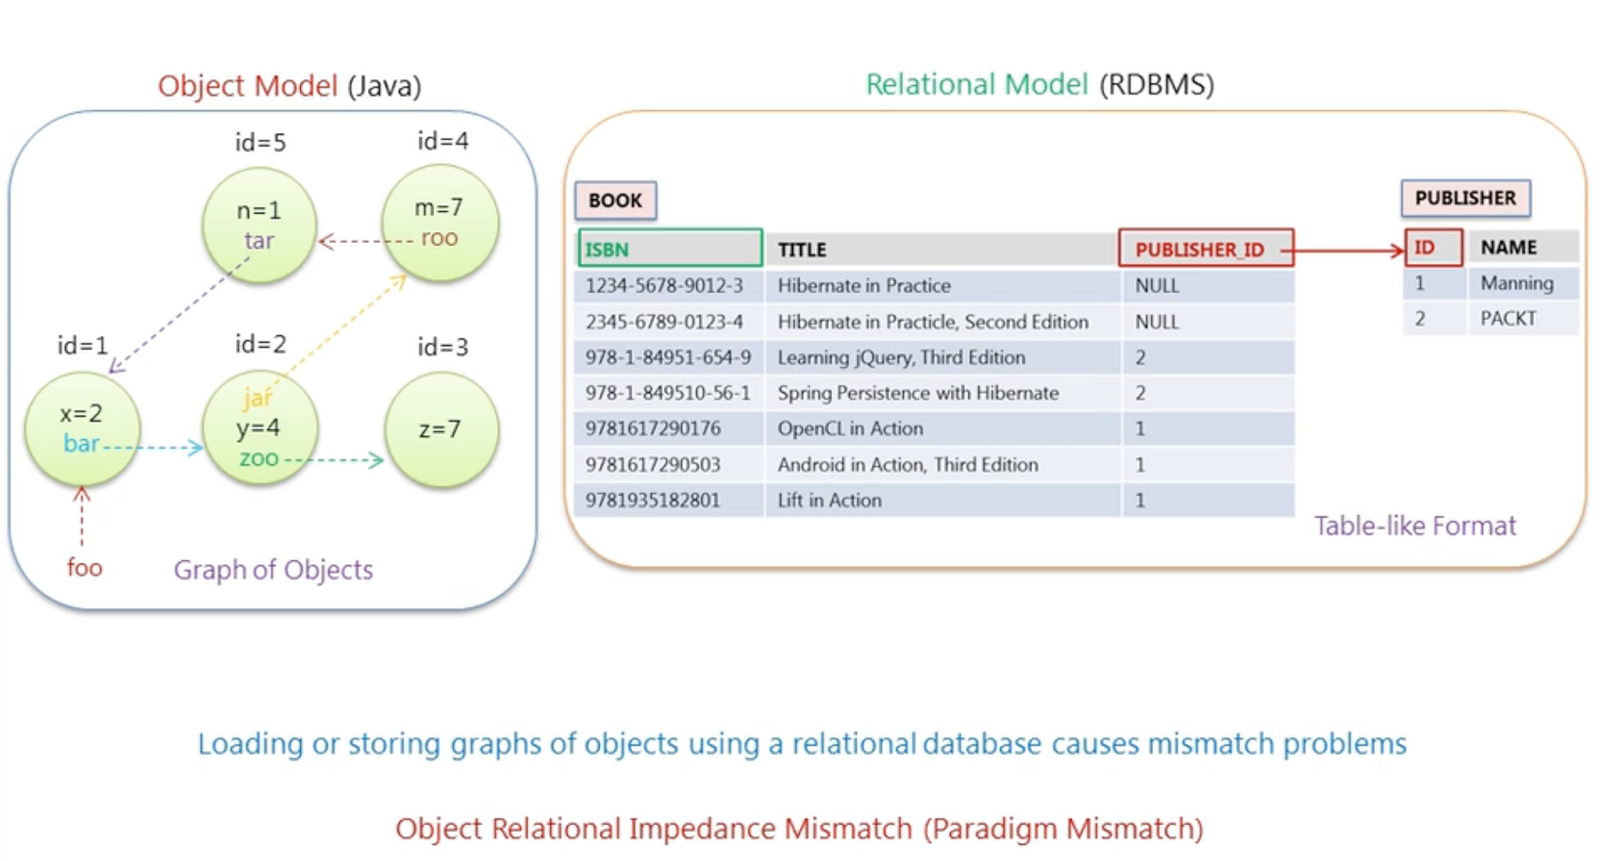 Object Model (Java)
id=5
id=4
n=1
tar
m=7
roo
id=1
id=2
id=3
x=2
bar
jar
y=4
zoo
z=7
foo
Graph of Objects
Relational Model (RDBMS)
BOOK
ISBN TITLE PUBLISHER_ID
1234-5678-9012-3 Hibernate in Practice NULL
2345-6789-0123-4 Hibernate in Practicle, Second Edition NULL
978-1-84951-654-9 Learning jQuery, Third Edition 2
978-1-849510-56-1 Spring Persistence with Hibernate 2
9781617290176 OpenCL in Action 1
9781617290503 Android in Action, Third Edition 1
9781935182801 Lift in Action 1
PUBLISHER
ID NAME
1 Manning
2 PACKT
Table-like Format
Loading or storing graphs of objects using a relational database causes mismatch problems
Object Relational Impedance Mismatch (Paradigm Mismatch)